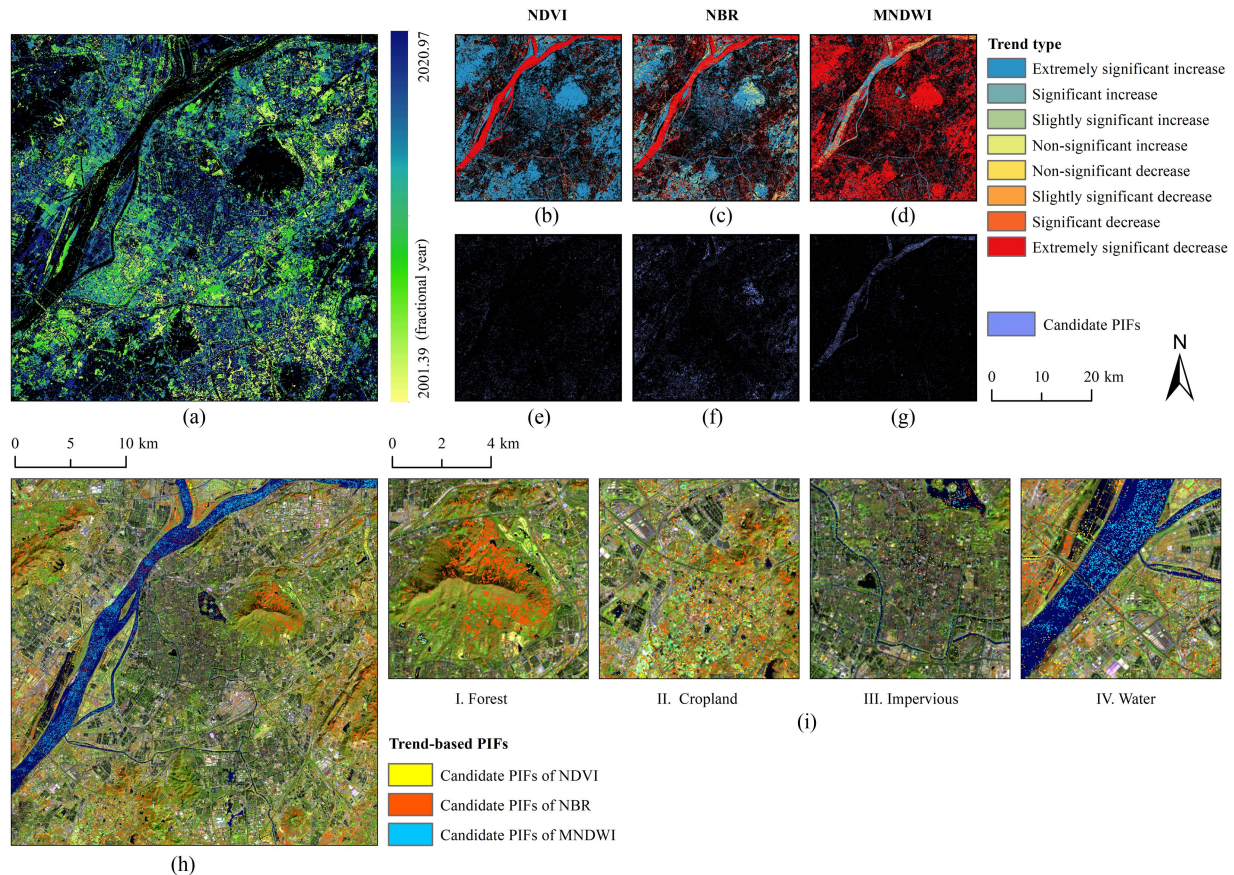 NDVI
NBR
MNDWI
2020.97
2001.39 (fractional year)
(a)
(b)
(c)
(d)
(e)
(f)
(g)
Trend type
Extremely significant increase
Significant increase
Slightly significant increase
Non-significant increase
Non-significant decrease
Slightly significant decrease
Significant decrease
Extremely significant decrease
Candidate PIFs
N
0 10 20 km
0 5 10 km
0 2 4 km
(h)
I. Forest
II. Cropland
III. Impervious
IV. Water
(i)
Trend-based PIFs
Candidate PIFs of NDVI
Candidate PIFs of NBR
Candidate PIFs of MNDWI